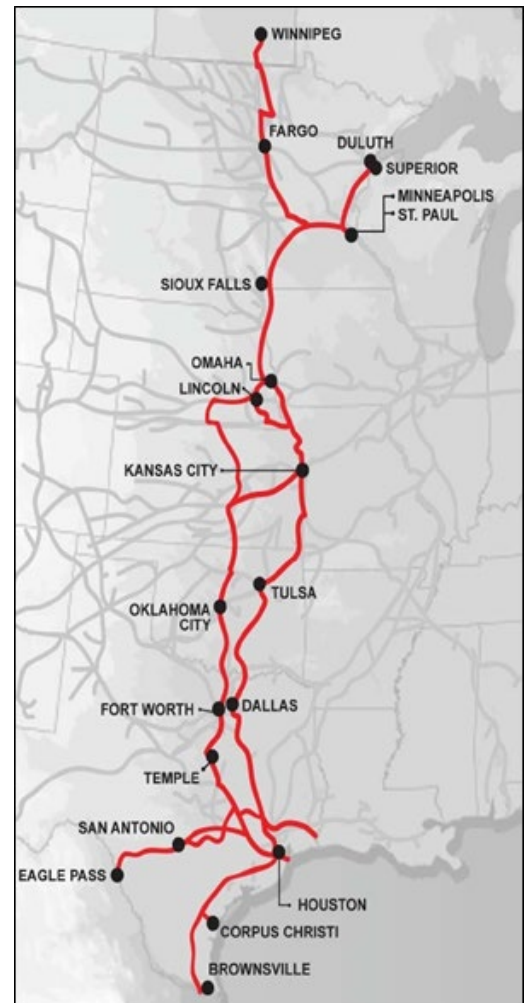 WINNIPEG
FARGO
DULUTH
SUPERIOR
MINNEAPOLIS
ST. PAUL
SIOUX FALLS
OMAHA
LINCOLN
KANSAS CITY
TULSA
OKLAHOMA
CITY
FORT WORTH
DALLAS
TEMPLE
SAN ANTONIO
EAGLE PASS
HOUSTON
CORPUS CHRISTI
BROWNSVILLE